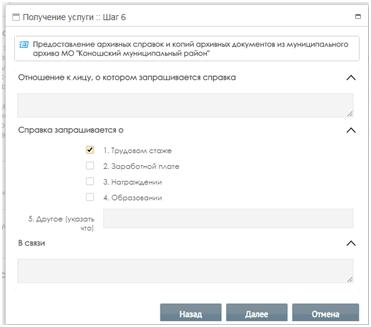 Получение услуги :: Шаг 6
Предоставление архивных справок и копий архивных документов из муниципального
архива МО "Коношский муниципальный район"
Отношение к лицу, о котором запрашивается справка
Справка запрашивается о
1. Трудовом стаже
2. Заработной плате
3. Награждении
4. Образовании
5. Другое (указать
что)
В связи
Назад Далее Отмена